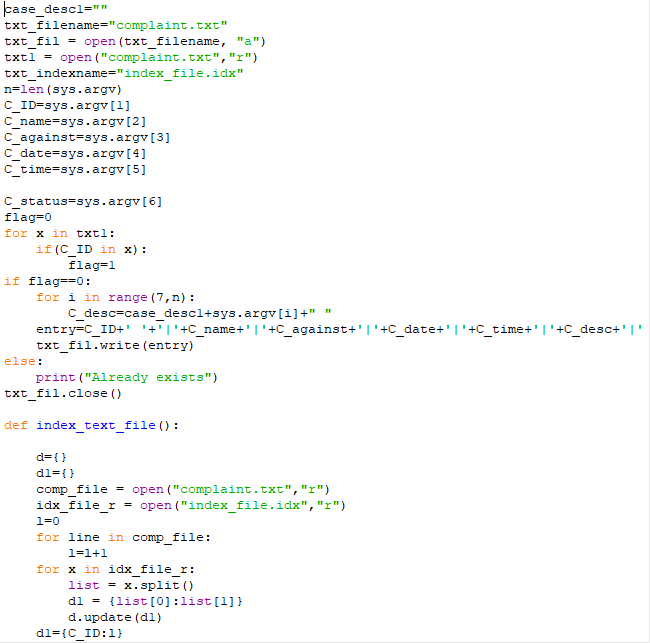 case_desc1=""
txt_filename="complaint.txt"
txt_fil = open(txt_filename, "a")
txt1 = open("complaint.txt","r")
txt_indexname="index_file.idx"
n=len(sys.argv)
C_ID=sys.argv[1]
C_name=sys.argv[2]
C_against=sys.argv[3]
C_date=sys.argv[4]
C_time=sys.argv[5]

C_status=sys.argv[6]
flag=0
for x in txt1:
    if(C_ID in x):
        flag=1
if flag==0:
    for i in range(7,n):
        C_desc=case_desc1+sys.argv[i]+" "
    entry=C_ID+' '+'|'+C_name+'|'+C_against+'|'+C_date+'|'+C_time+'|'+C_desc+'|'
    txt_fil.write(entry)
else:
    print("Already exists")
txt_fil.close()

def index_text_file():

    d={}
    d1={}
    comp_file = open("complaint.txt","r")
    idx_file_r = open("index_file.idx","r")
    l=0
    for line in comp_file:
        l=l+1
    for x in idx_file_r:
        list = x.split()
        d1 = {list[0]:list[1]}
        d.update(d1)
    d1={C_ID:l}